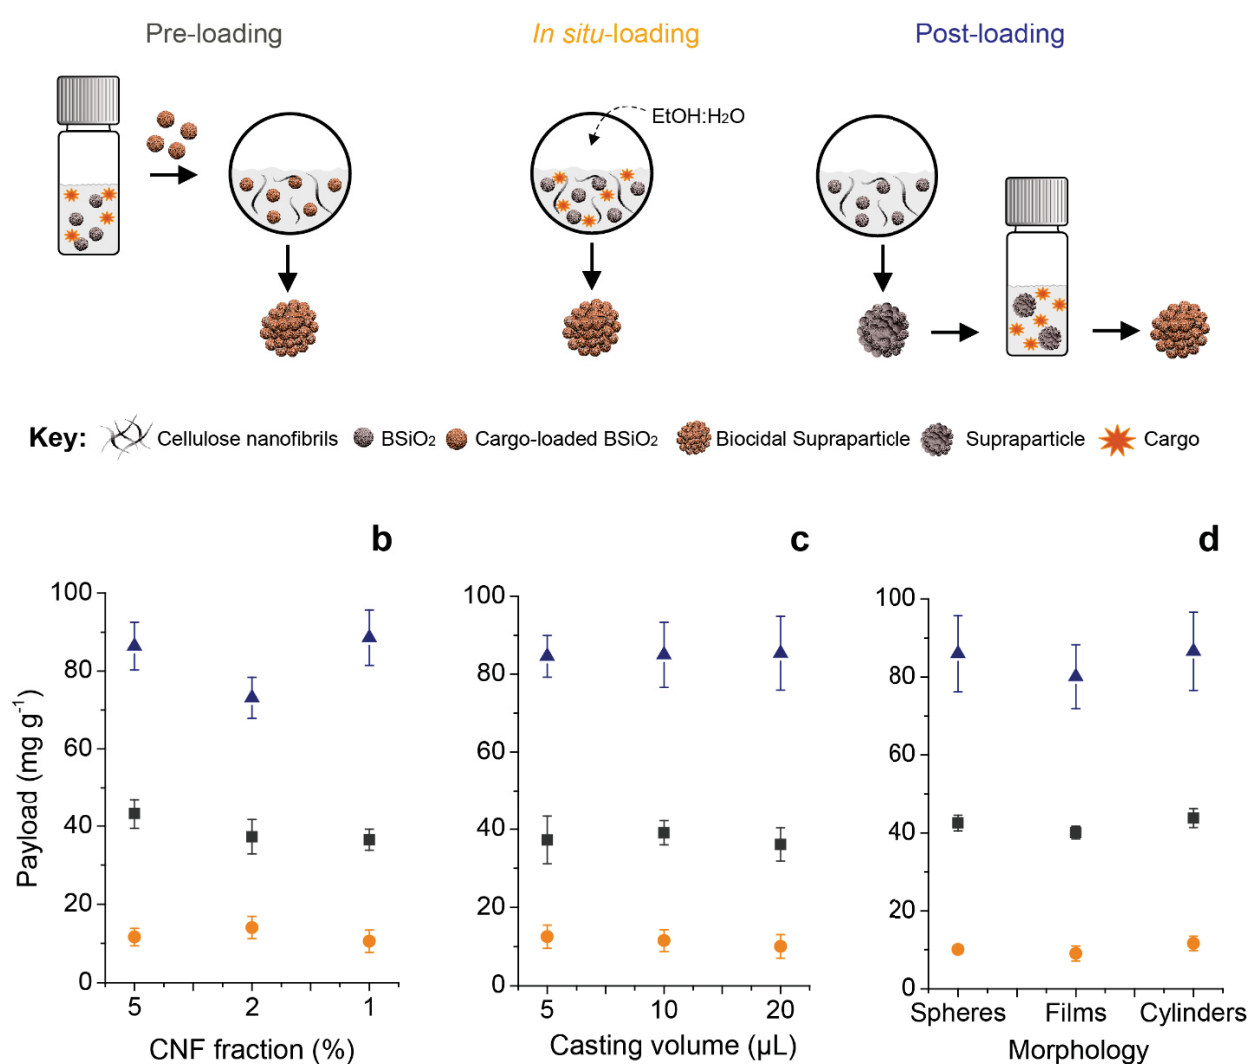 Pre-loading
In situ-loading
Post-loading
EtOH:H₂O
Key: Cellulose nanofibrils BSiO₂ Cargo-loaded BSiO₂ Biocidal Supraparticle Supraparticle Cargo
b
c
d
Payload (mg g⁻¹)
100
80
60
40
20
0
5 2 1
CNF fraction (%)
100
80
60
40
20
0
5 10 20
Casting volume (µL)
100
80
60
40
20
0
Spheres Films Cylinders
Morphology